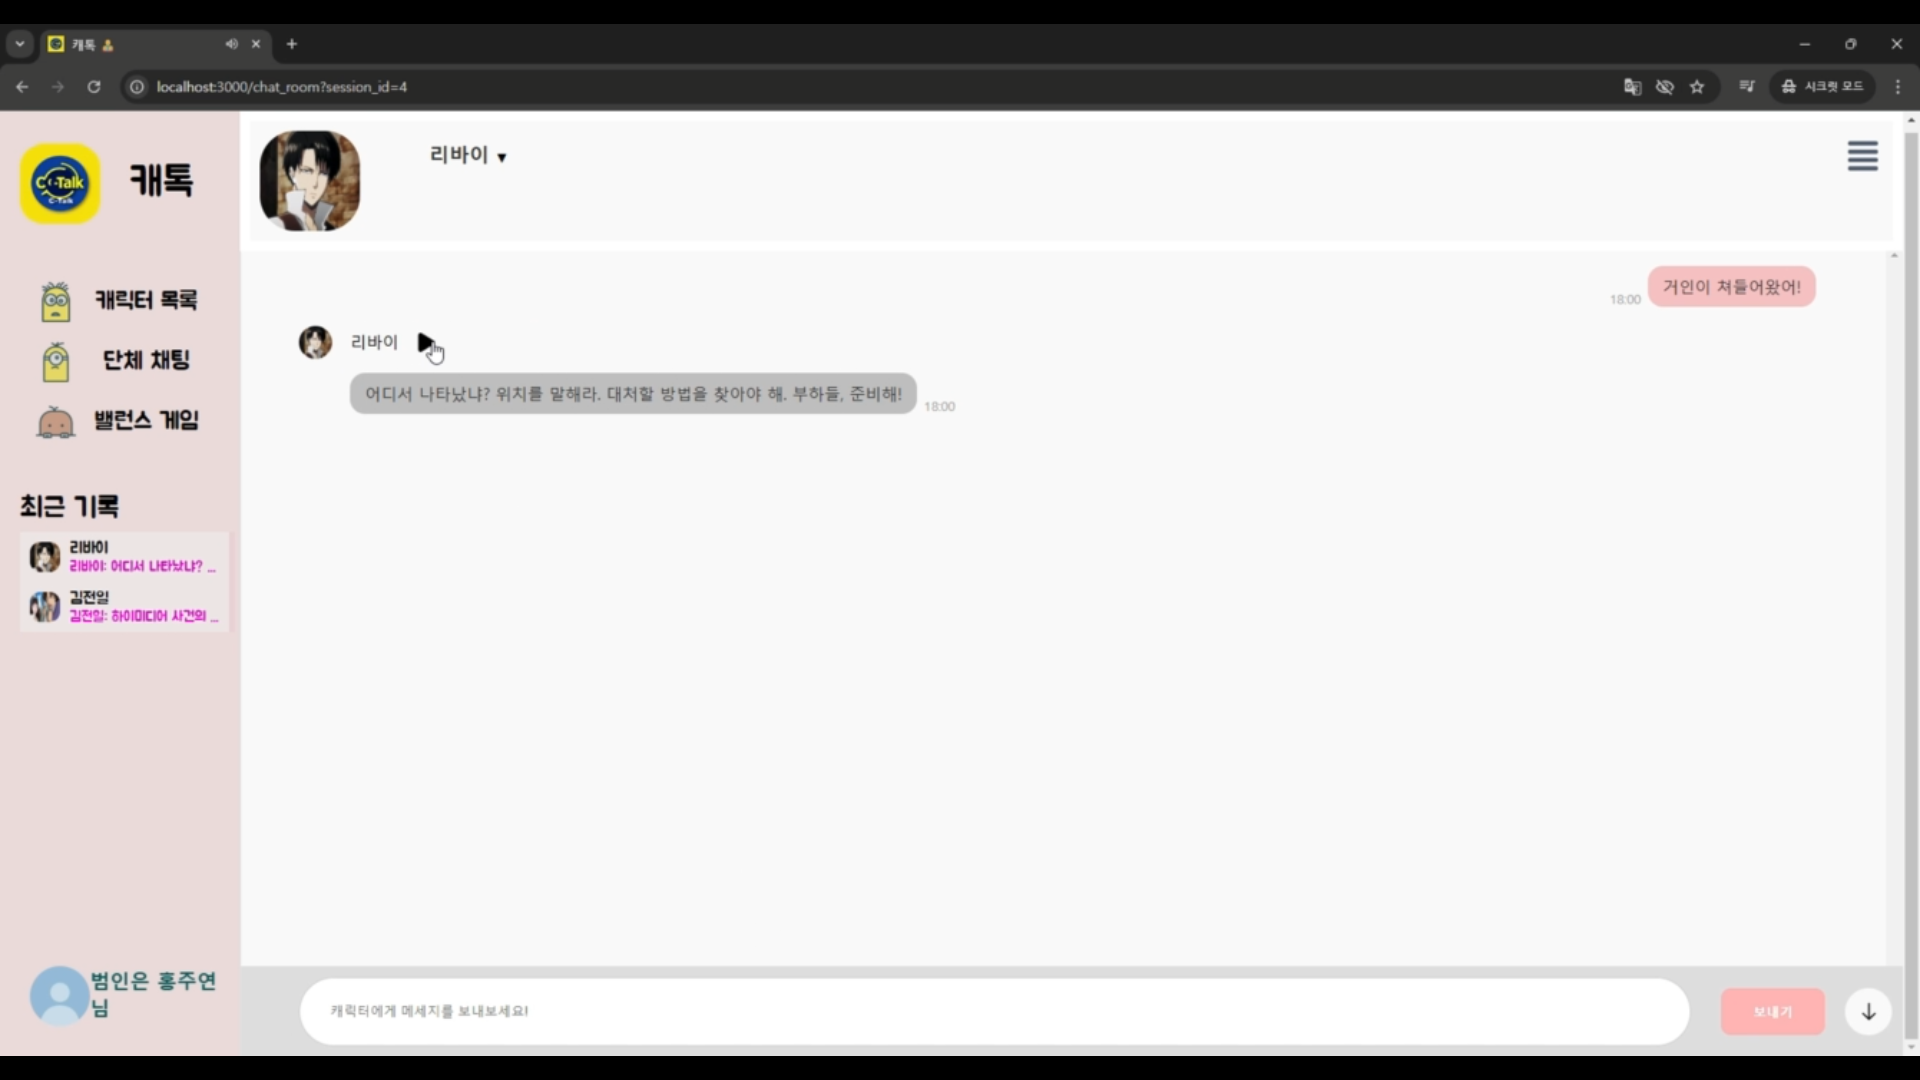 캐톡
localhost:3000/chat_room?session_id=4
시크릿 모드
C-Talk
C-Talk
캐톡
캐릭터 목록
단체 채팅
밸런스 게임
최근 기록
리바이
리바이: 어디서 나타났냐? ...
김전일
김전일: 하이미디어 사건의 ...
범인은 홍주연
님
리바이 ▼
18:00 거인이 쳐들어왔어!
리바이
어디서 나타났냐? 위치를 말해라. 대처할 방법을 찾아야 해. 부하들, 준비해! 18:00
캐릭터에게 메세지를 보내보세요!
보내기